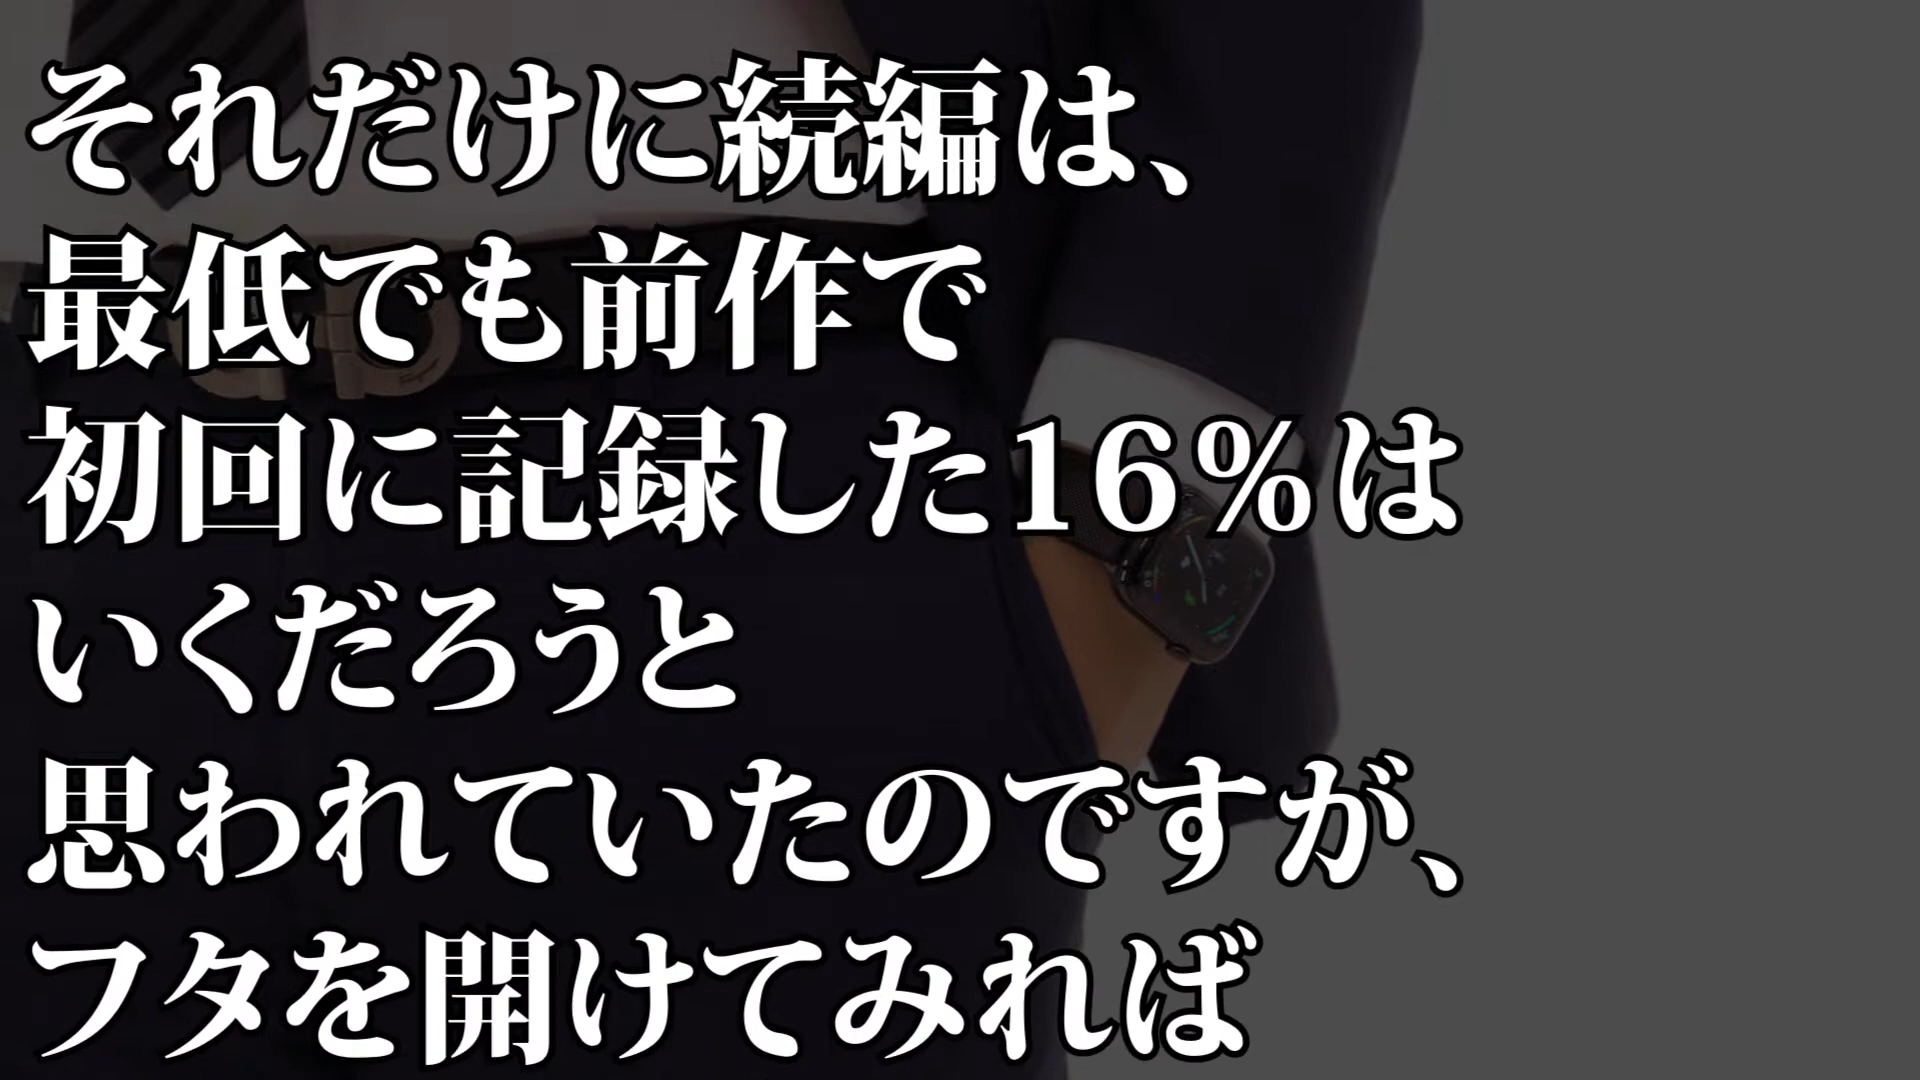 それだけに続編は、
最低でも前作で
初回に記録した16%は
いくだろうと
思われていたのですが、
フタを開けてみれば